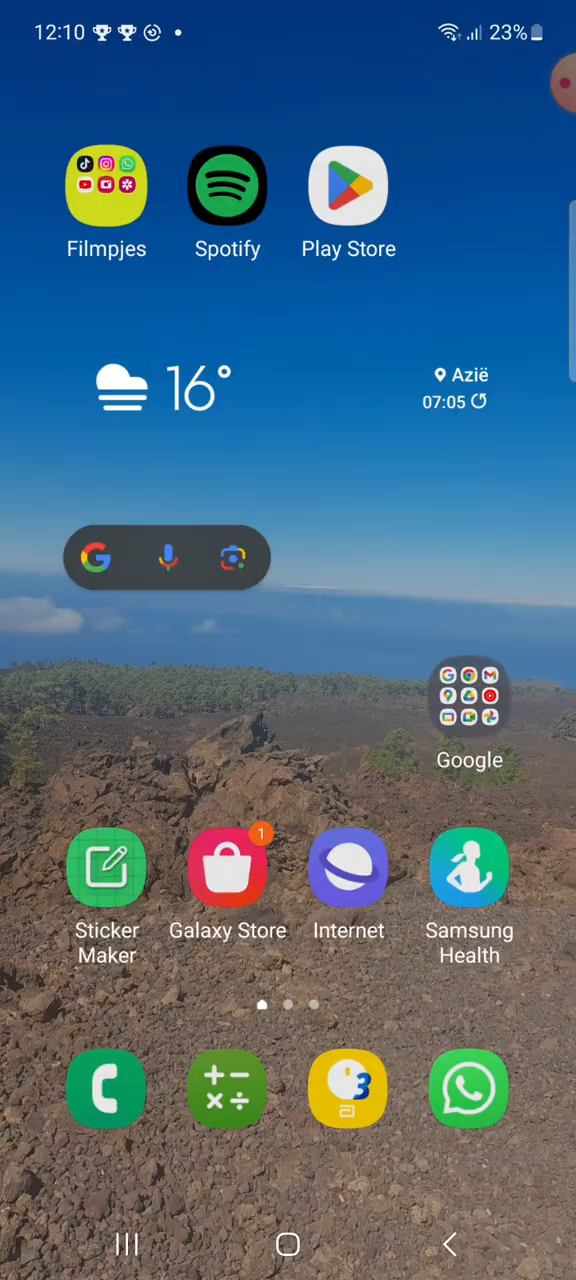 12:10
23%
Filmpjes
Spotify
Play Store
16°
Azië
07:05
Google
1
Sticker Maker
Galaxy Store
Internet
Samsung Health
3